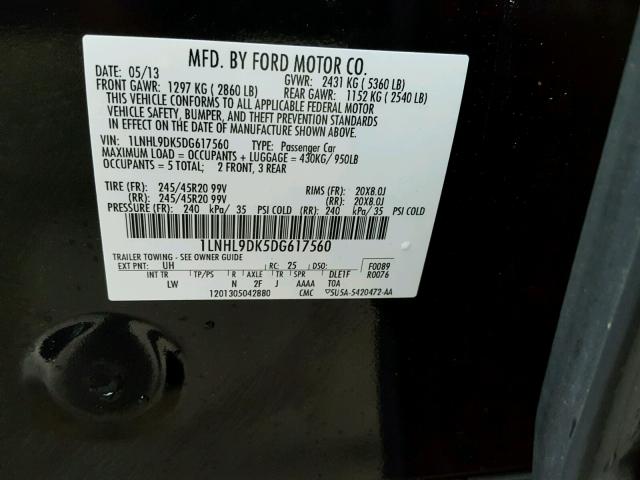 MFD. BY FORD MOTOR CO.
DATE: 05/13 GVWR: 2431 KG ( 5360 LB)
FRONT GAWR: 1297 KG ( 2860 LB) REAR GAWR: 1152 KG ( 2540 LB)
THIS VEHICLE CONFORMS TO ALL APPLICABLE FEDERAL MOTOR
VEHICLE SAFETY, BUMPER, AND THEFT PREVENTION STANDARDS
IN EFFECT ON THE DATE OF MANUFACTURE SHOWN ABOVE.
VIN: 1LNHL9DK5DG617560 TYPE: Passenger Car
MAXIMUM LOAD = OCCUPANTS + LUGGAGE = 430KG/ 950LB
OCCUPANTS = 5 TOTAL; 2 FRONT, 3 REAR
TIRE (FR): 245/45R20 99V RIMS (FR): 20X8.0J
(RR): 245/45R20 99V (RR): 20X8.0J
PRESSURE (FR): 240 kPa/ 35 PSI COLD (RR): 240 kPa/ 35 PSI COLD
1LNHL9DK5DG617560
TRAILER TOWING - SEE OWNER GUIDE
EXT PNT: UH RC: 25 DSO: F0089
INT TR TP/PS R AXLE TR SPR DLE1F R0076
LW N 2F J AAAA TOA
1201305042880 CMC 5U5A-5420472-AA